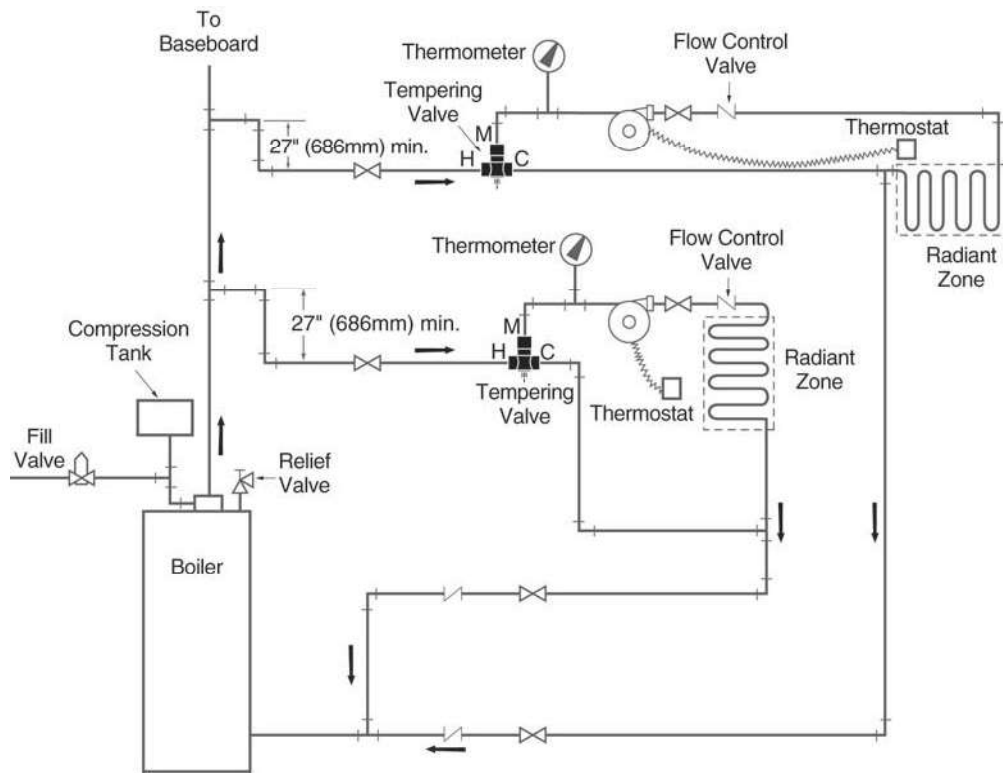 To
Baseboard
Thermometer
Flow Control
Valve
Tempering
Valve
M
Thermostat
27" (686mm) min.
H
C
Radiant
Zone
Thermometer
Flow Control
Valve
27" (686mm) min.
M
H
C
Compression
Tank
Radiant
Zone
Tempering
Valve
Thermostat
Fill
Valve
Relief
Valve
Boiler